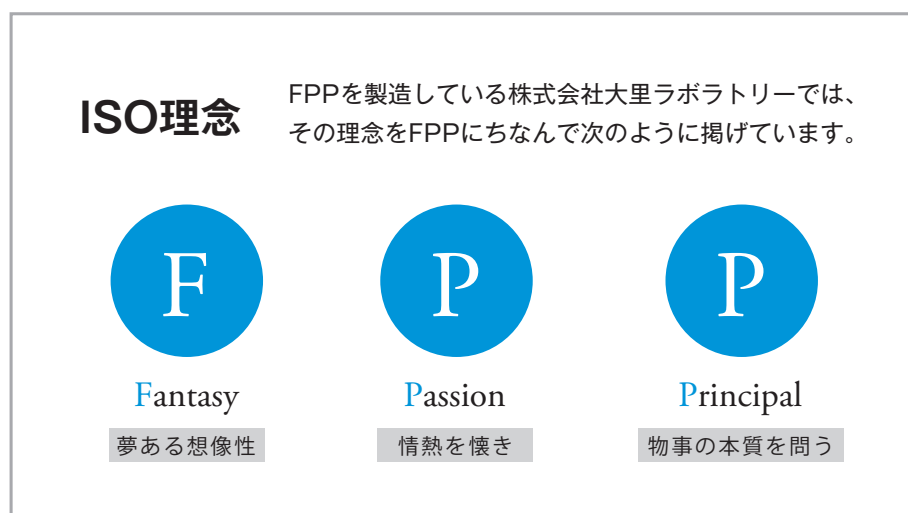 ISO理念
FPPを製造している株式会社大里ラボラトリーでは、
その理念をFPPにちなんで次のように掲げています。
F
P
P
Fantasy
Passion
Principal
夢ある想像性
情熱を懐き
物事の本質を問う